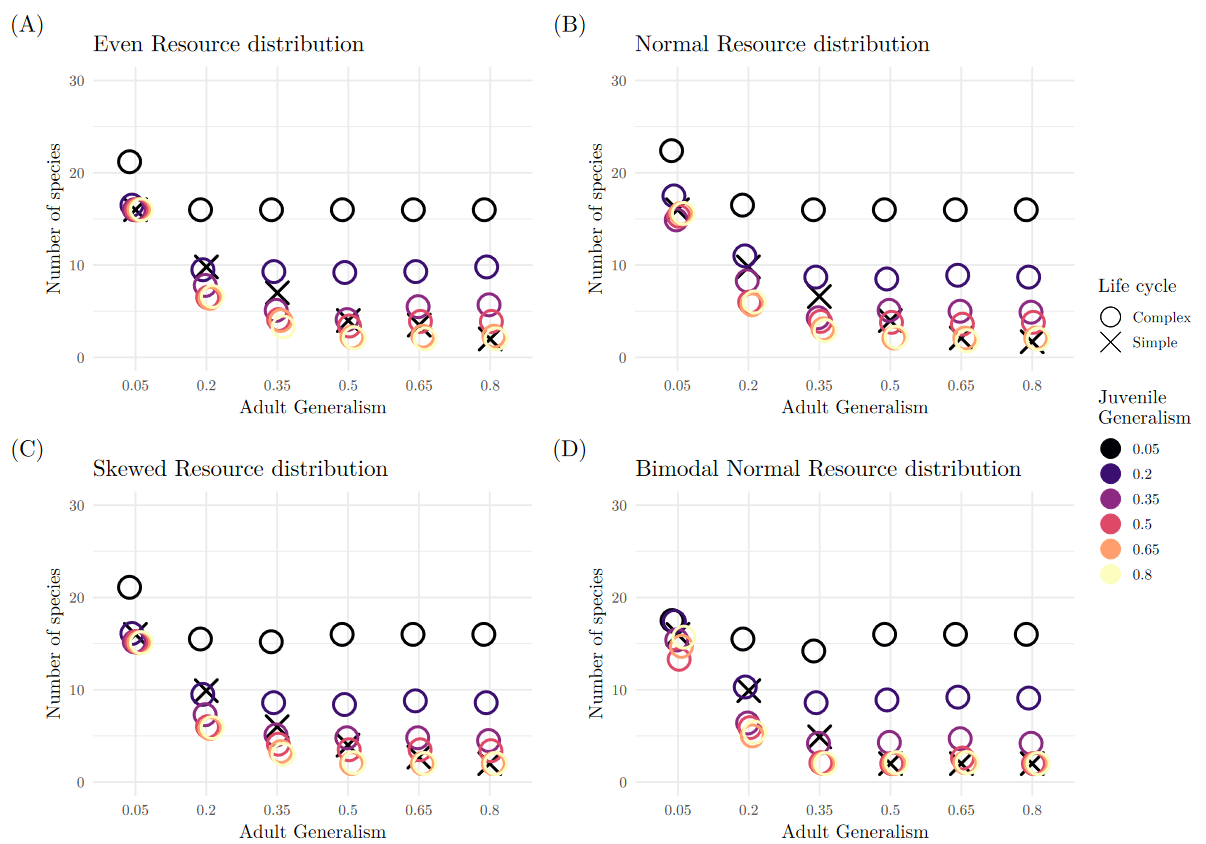 (A)
Even Resource distribution
30
20
10
0
Number of species
0.05 0.2 0.35 0.5 0.65 0.8
Adult Generalism
(B)
Normal Resource distribution
30
20
10
0
Number of species
0.05 0.2 0.35 0.5 0.65 0.8
Adult Generalism
(C)
Skewed Resource distribution
30
20
10
0
Number of species
0.05 0.2 0.35 0.5 0.65 0.8
Adult Generalism
(D)
Bimodal Normal Resource distribution
30
20
10
0
Number of species
0.05 0.2 0.35 0.5 0.65 0.8
Adult Generalism
Life cycle
Complex
Simple
Juvenile
Generalism
0.05
0.2
0.35
0.5
0.65
0.8